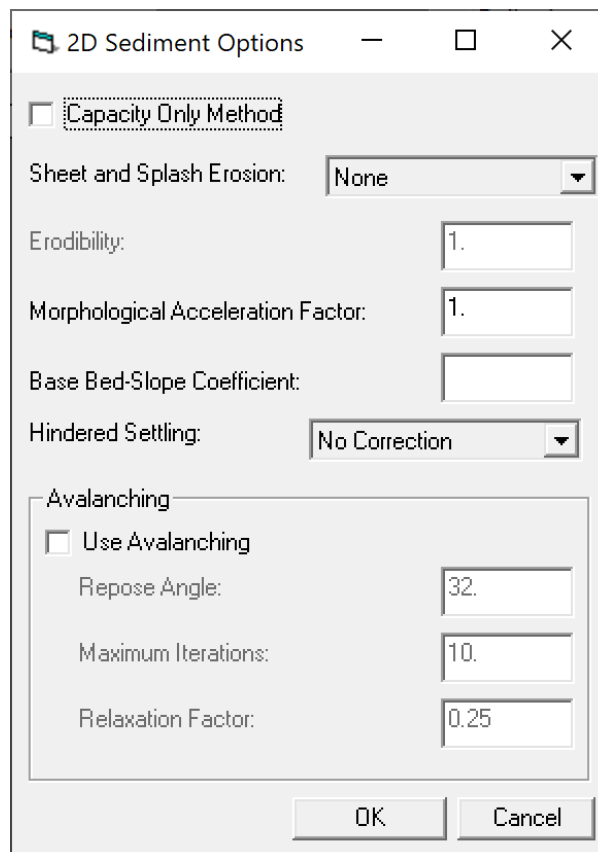 2D Sediment Options
Capacity Only Method
Sheet and Splash Erosion: None
Erodibility: 1.
Morphological Acceleration Factor: 1.
Base Bed-Slope Coefficient:
Hindered Settling: No Correction
Avalanching
Use Avalanching
Repose Angle: 32.
Maximum Iterations: 10.
Relaxation Factor: 0.25
OK Cancel